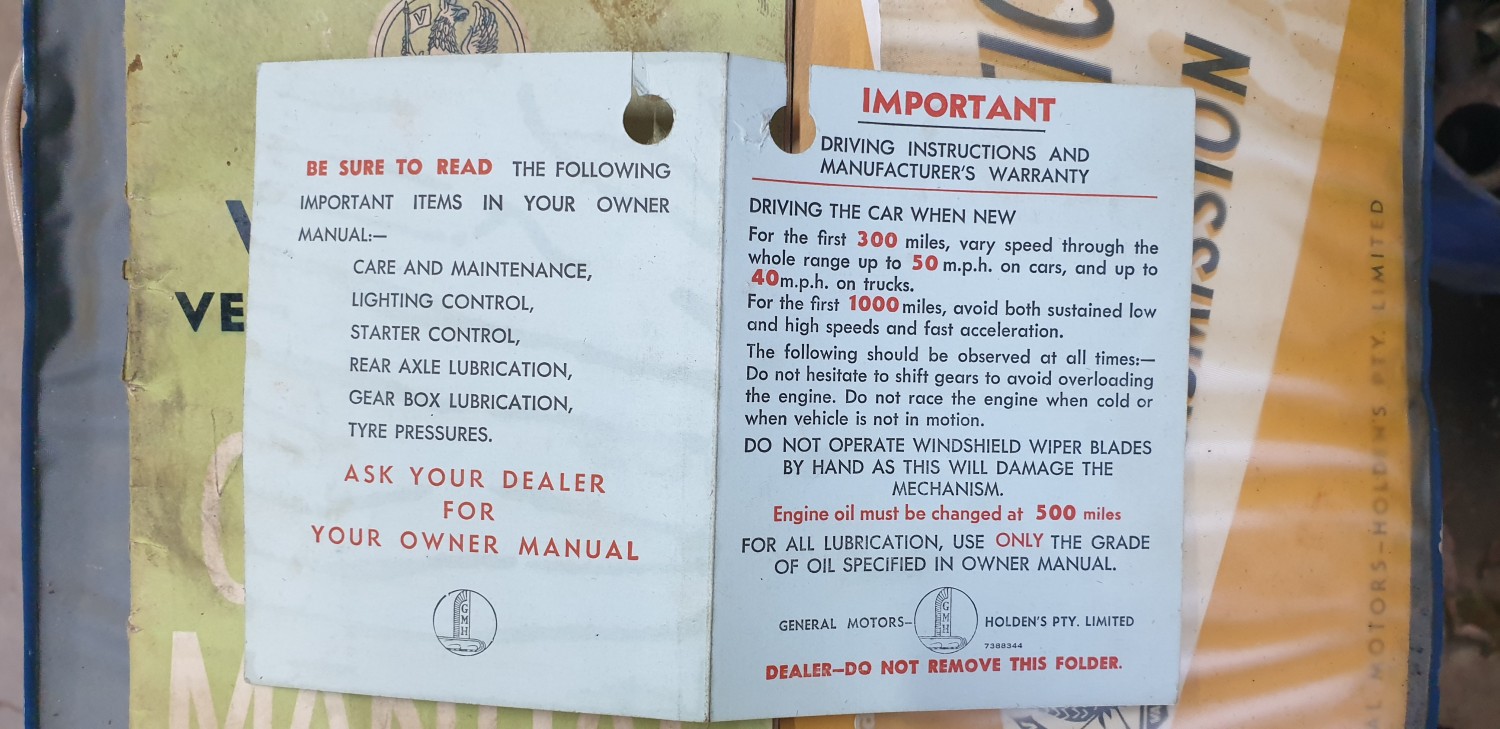 BE SURE TO READ THE FOLLOWING
IMPORTANT ITEMS IN YOUR OWNER
MANUAL:—
CARE AND MAINTENANCE,
LIGHTING CONTROL,
STARTER CONTROL,
REAR AXLE LUBRICATION,
GEAR BOX LUBRICATION,
TYRE PRESSURES.
ASK YOUR DEALER
FOR
YOUR OWNER MANUAL
GMH
IMPORTANT
DRIVING INSTRUCTIONS AND
MANUFACTURER'S WARRANTY
DRIVING THE CAR WHEN NEW
For the first 300 miles, vary speed through the
whole range up to 50 m.p.h. on cars, and up to
40 m.p.h. on trucks.
For the first 1000 miles, avoid both sustained low
and high speeds and fast acceleration.
The following should be observed at all times:—
Do not hesitate to shift gears to avoid overloading
the engine. Do not race the engine when cold or
when vehicle is not in motion.
DO NOT OPERATE WINDSHIELD WIPER BLADES
BY HAND AS THIS WILL DAMAGE THE
MECHANISM.
Engine oil must be changed at 500 miles
FOR ALL LUBRICATION, USE ONLY THE GRADE
OF OIL SPECIFIED IN OWNER MANUAL.
GENERAL MOTORS– GMH HOLDEN'S PTY. LIMITED
7388344
DEALER—DO NOT REMOVE THIS FOLDER.
V
VE
MOTORS–HOLDEN'S PTY. LIMITED